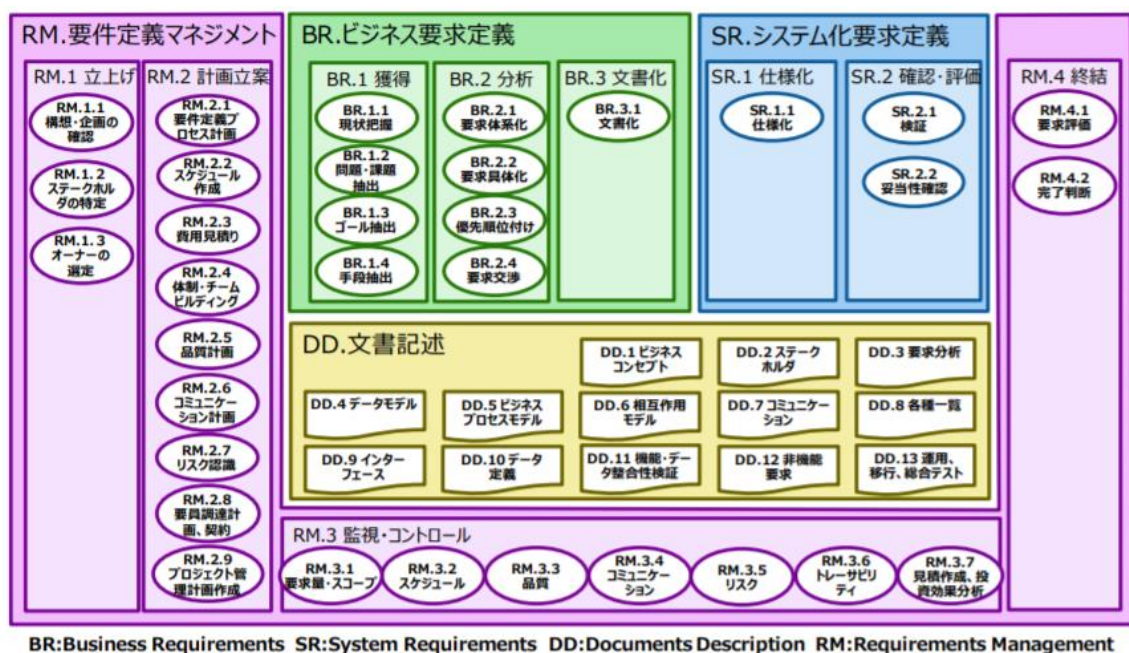 RM.要件定義マネジメント
RM.1 立上げ
RM.1.1
構想・企画の
確認
RM.1.2
ステークホル
ダの特定
RM.1.3
オーナーの
選定
RM.2 計画立案
RM.2.1
要件定義プ
ロセス計画
RM.2.2
スケジュール
作成
RM.2.3
費用見積り
RM.2.4
体制・チーム
ビルディング
RM.2.5
品質計画
RM.2.6
コミュニケー
ション計画
RM.2.7
リスク認識
RM.2.8
要員調達計
画、契約
RM.2.9
プロジェクト管
理計画作成
BR.ビジネス要求定義
BR.1 獲得
BR.1.1
現状把握
BR.1.2
問題・課題
抽出
BR.1.3
ゴール抽出
BR.1.4
手段抽出
BR.2 分析
BR.2.1
要求体系化
BR.2.2
要求具体化
BR.2.3
優先順位付け
BR.2.4
要求交渉
BR.3 文書化
BR.3.1
文書化
SR.システム化要求定義
SR.1 仕様化
SR.1.1
仕様化
SR.2 確認・評価
SR.2.1
検証
SR.2.2
妥当性確認
RM.4 終結
RM.4.1
要求評価
RM.4.2
完了判断
DD.文書記述
DD.1 ビジネス
コンセプト
DD.2 ステーク
ホルダ
DD.3 要求分析
DD.4 データモデル
DD.5 ビジネス
プロセスモデル
DD.6 相互作用
モデル
DD.7 コミュニケー
ション
DD.8 各種一覧
DD.9 インター
フェース
DD.10 データ
定義
DD.11 機能・デー
タ整合性検証
DD.12 非機能
要求
DD.13 運用、
移行、総合テスト
RM.3 監視・コントロール
RM.3.1
要求量・スコープ
RM.3.2
スケジュール
RM.3.3
品質
RM.3.4
コミュニケー
ション
RM.3.5
リスク
RM.3.6
トレーサビリ
ティ
RM.3.7
見積作成、投
資効果分析
BR:Business Requirements SR:System Requirements DD:Documents Description RM:Requirements Management